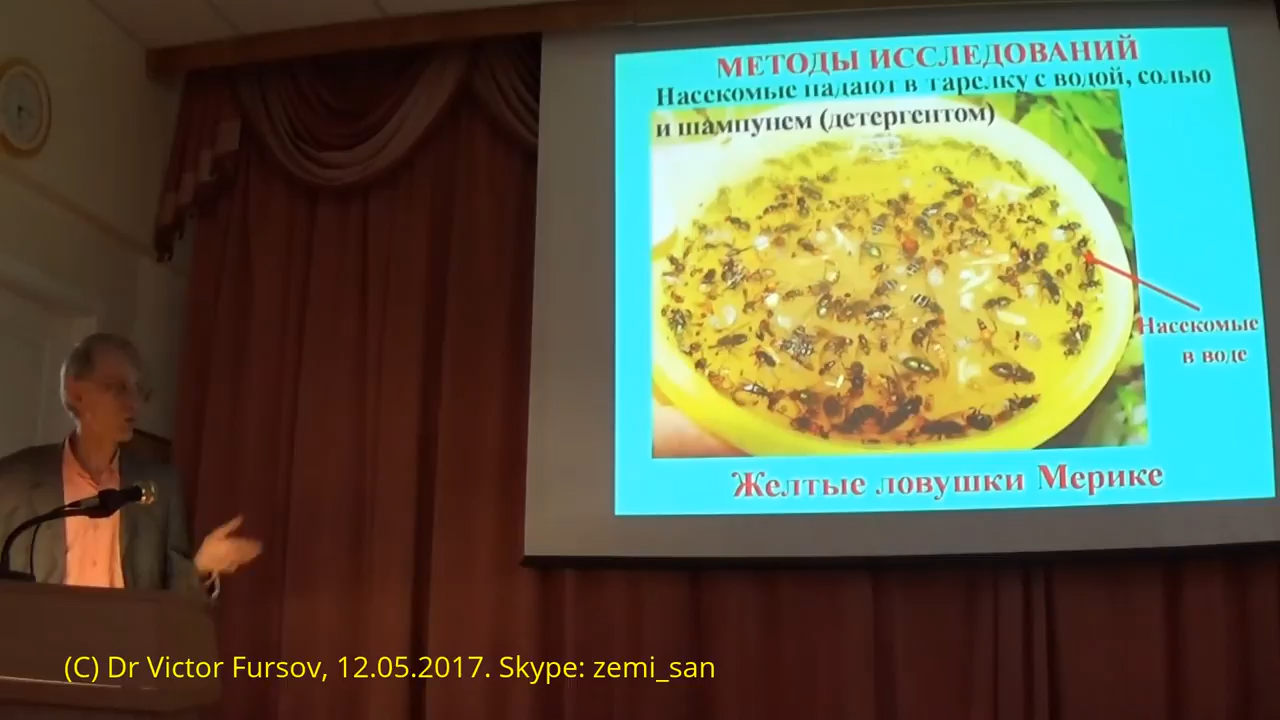 МЕТОДЫ ИССЛЕДОВАНИЙ
Насекомые падают в тарелку с водой, солью
и шампунем (детергентом)
Насекомые
в воде
Желтые ловушки Мерике
(C) Dr Victor Fursov, 12.05.2017. Skype: zemi_san